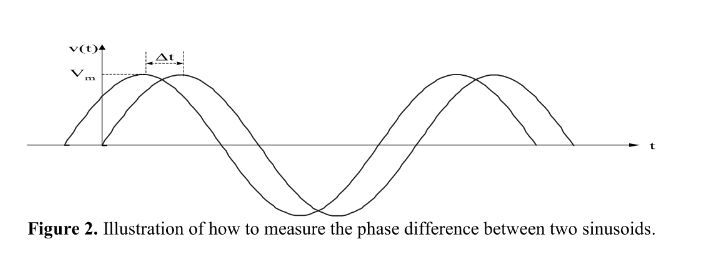 v(t)
Δt
Vm
t
Figure 2. Illustration of how to measure the phase difference between two sinusoids.